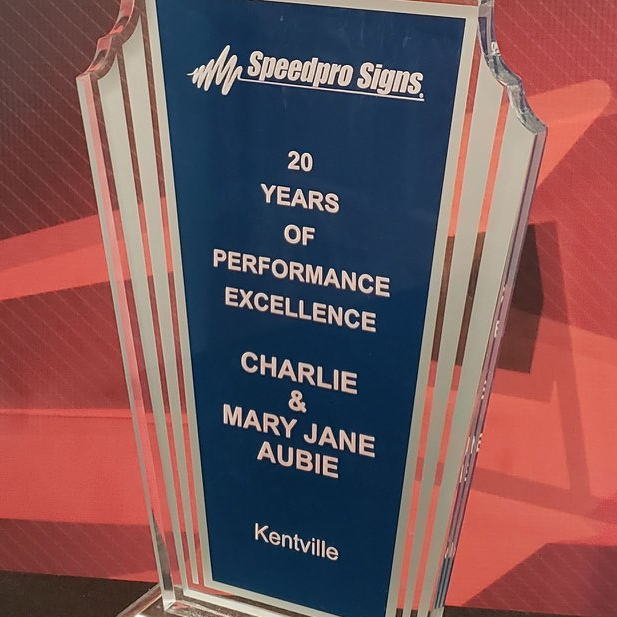 Speedpro Signs
20
YEARS
OF
PERFORMANCE
EXCELLENCE
CHARLIE
&
MARY JANE
AUBIE
Kentville